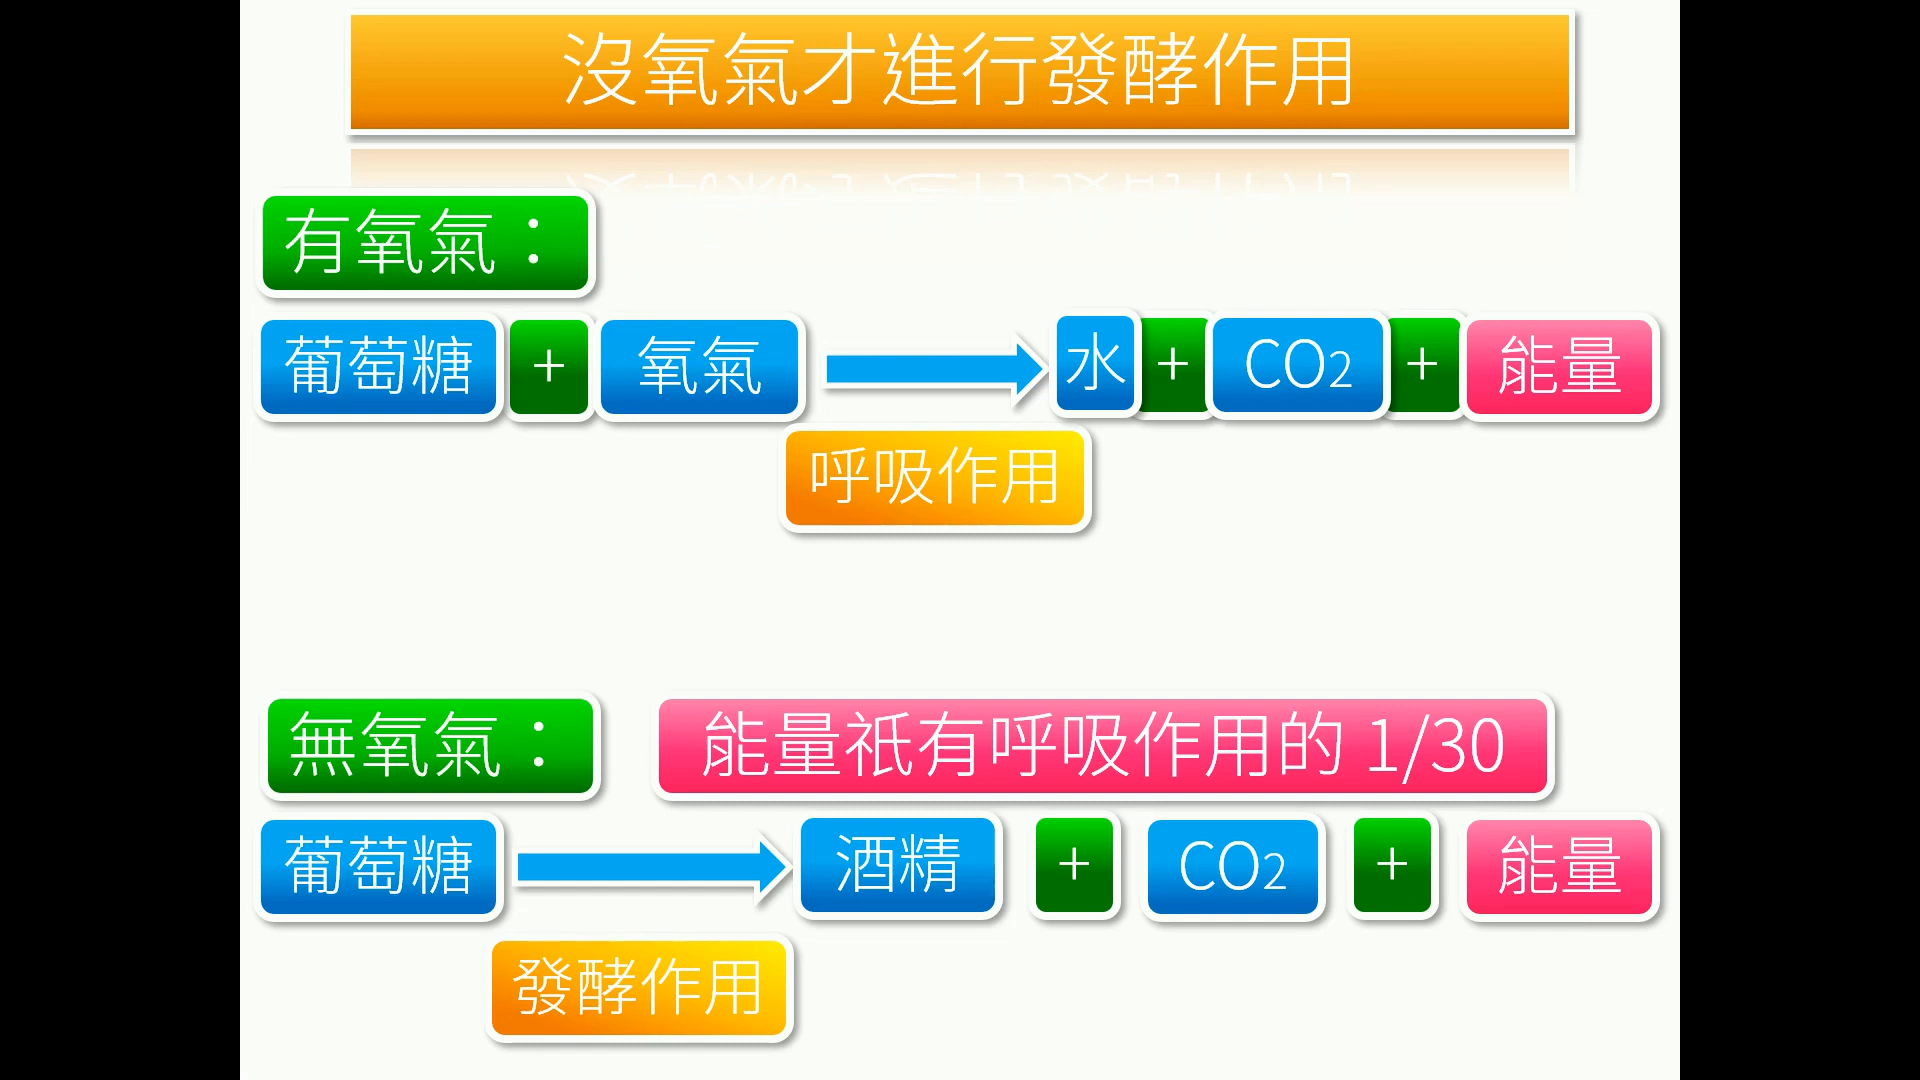 沒氧氣才進行發酵作用
有氧氣：
葡萄糖 + 氧氣 水 + CO2 + 能量
呼吸作用
無氧氣： 能量祇有呼吸作用的 1/30
葡萄糖 酒精 + CO2 + 能量
發酵作用